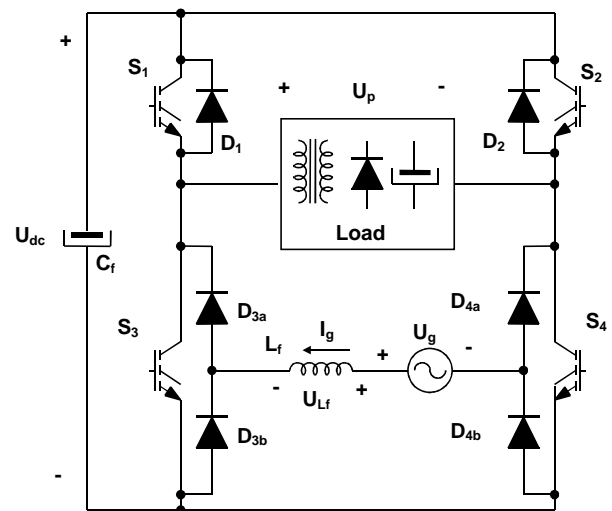 +
S₁
S₂
+ Uₚ -
D₁
D₂
Load
U_dc
C_f
D₃ₐ
D₄ₐ
S₃
S₄
L_f
I_g
U_g
+
-
-
+
U_Lf
D₃b
D₄b
-